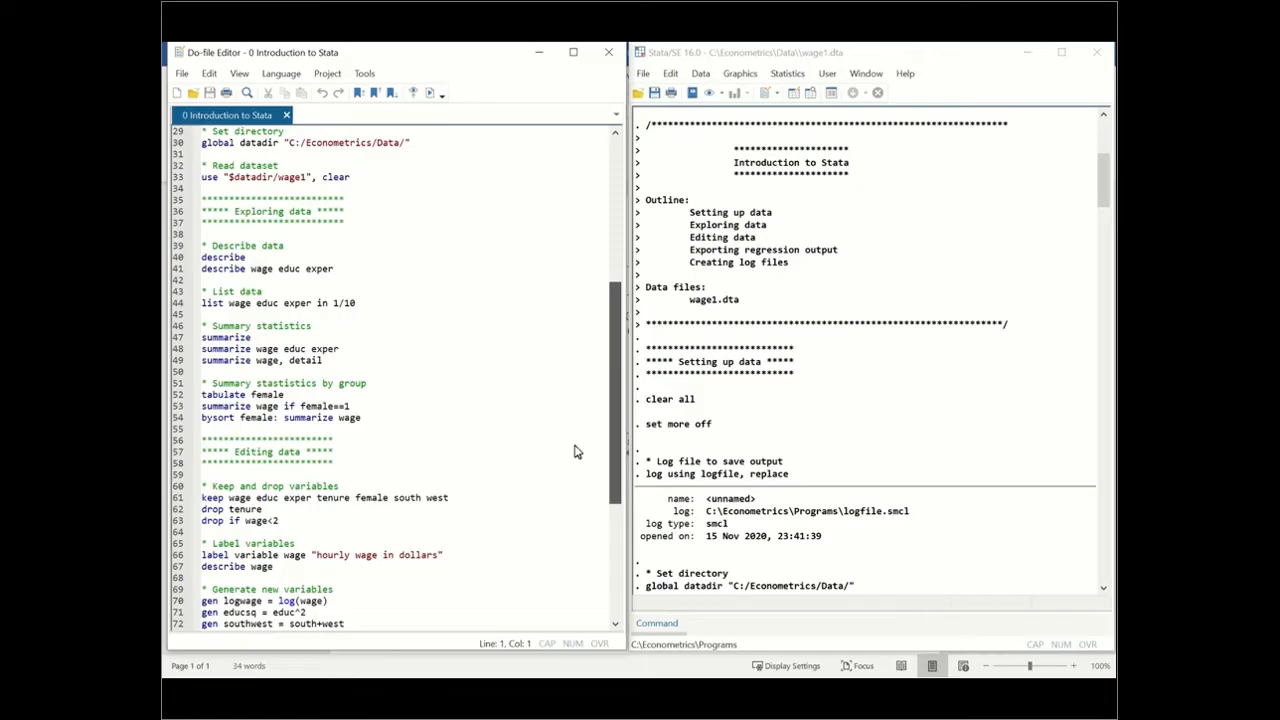 Do-file Editor - 0 Introduction to Stata
File Edit View Language Project Tools
0 Introduction to Stata
29 * Set directory
30 global datadir "C:/Econometrics/Data/"
31
32 * Read dataset
33 use "$datadir/wage1", clear
34
35 **************************
36 ***** Exploring data *****
37 **************************
38
39 * Describe data
40 describe
41 describe wage educ exper
42
43 * List data
44 list wage educ exper in 1/10
45
46 * Summary statistics
47 summarize
48 summarize wage educ exper
49 summarize wage, detail
50
51 * Summary stastistics by group
52 tabulate female
53 summarize wage if female==1
54 bysort female: summarize wage
55
56 ************************
57 ***** Editing data *****
58 ************************
59
60 * Keep and drop variables
61 keep wage educ exper tenure female south west
62 drop tenure
63 drop if wage<2
64
65 * Label variables
66 label variable wage "hourly wage in dollars"
67 describe wage
68
69 * Generate new variables
70 gen logwage = log(wage)
71 gen educsq = educ^2
72 gen southwest = south+west
Line: 1, Col: 1 CAP NUM OVR
Stata/SE 16.0 - C:\Econometrics\Data\\wage1.dta
File Edit Data Graphics Statistics User Window Help
. /*****************************************************************
>
> *********************
> Introduction to Stata
> *********************
>
> Outline:
> Setting up data
> Exploring data
> Editing data
> Exporting regression output
> Creating log files
>
> Data files:
> wage1.dta
>
> *****************************************************************/
.
. ***************************
. ***** Setting up data *****
. ***************************
.
. clear all
. set more off
.
. * Log file to save output
. log using logfile, replace
name: <unnamed>
log: C:\Econometrics\Programs\logfile.smcl
log type: smcl
opened on: 15 Nov 2020, 23:41:39
.
. * Set directory
. global datadir "C:/Econometrics/Data/"
Command
C:\Econometrics\Programs CAP NUM OVR
Page 1 of 1 34 words Display Settings Focus 100%